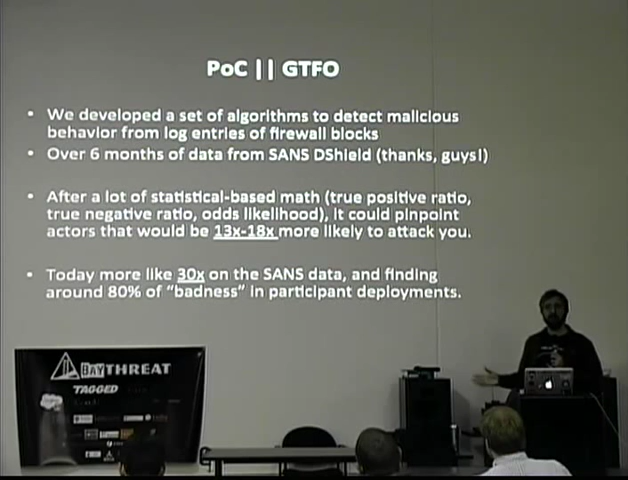 PoC || GTFO
• We developed a set of algorithms to detect malicious
behavior from log entries of firewall blocks
• Over 6 months of data from SANS DShield (thanks, guys!)
• After a lot of statistical-based math (true positive ratio,
true negative ratio, odds likelihood), it could pinpoint
actors that would be 13x-18x more likely to attack you.
• Today more like 30x on the SANS data, and finding
around 80% of "badness" in participant deployments.
BAYTHREAT
TAGGED